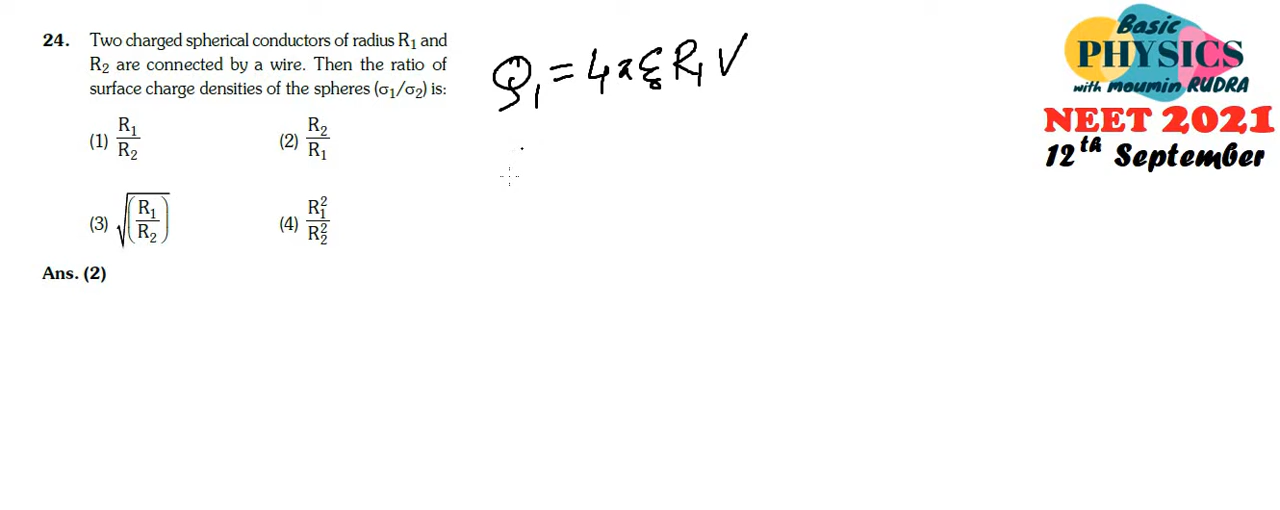 24. Two charged spherical conductors of radius R₁ and
R₂ are connected by a wire. Then the ratio of
surface charge densities of the spheres (σ₁/σ₂) is:
(1) R₁/R₂ (2) R₂/R₁
(3) √(R₁/R₂) (4) R₁²/R₂²
Ans. (2)
Q₁ = 4πε R₁ V
Basic
PHYSICS
with moumin RUDRA
NEET 2021
12th September